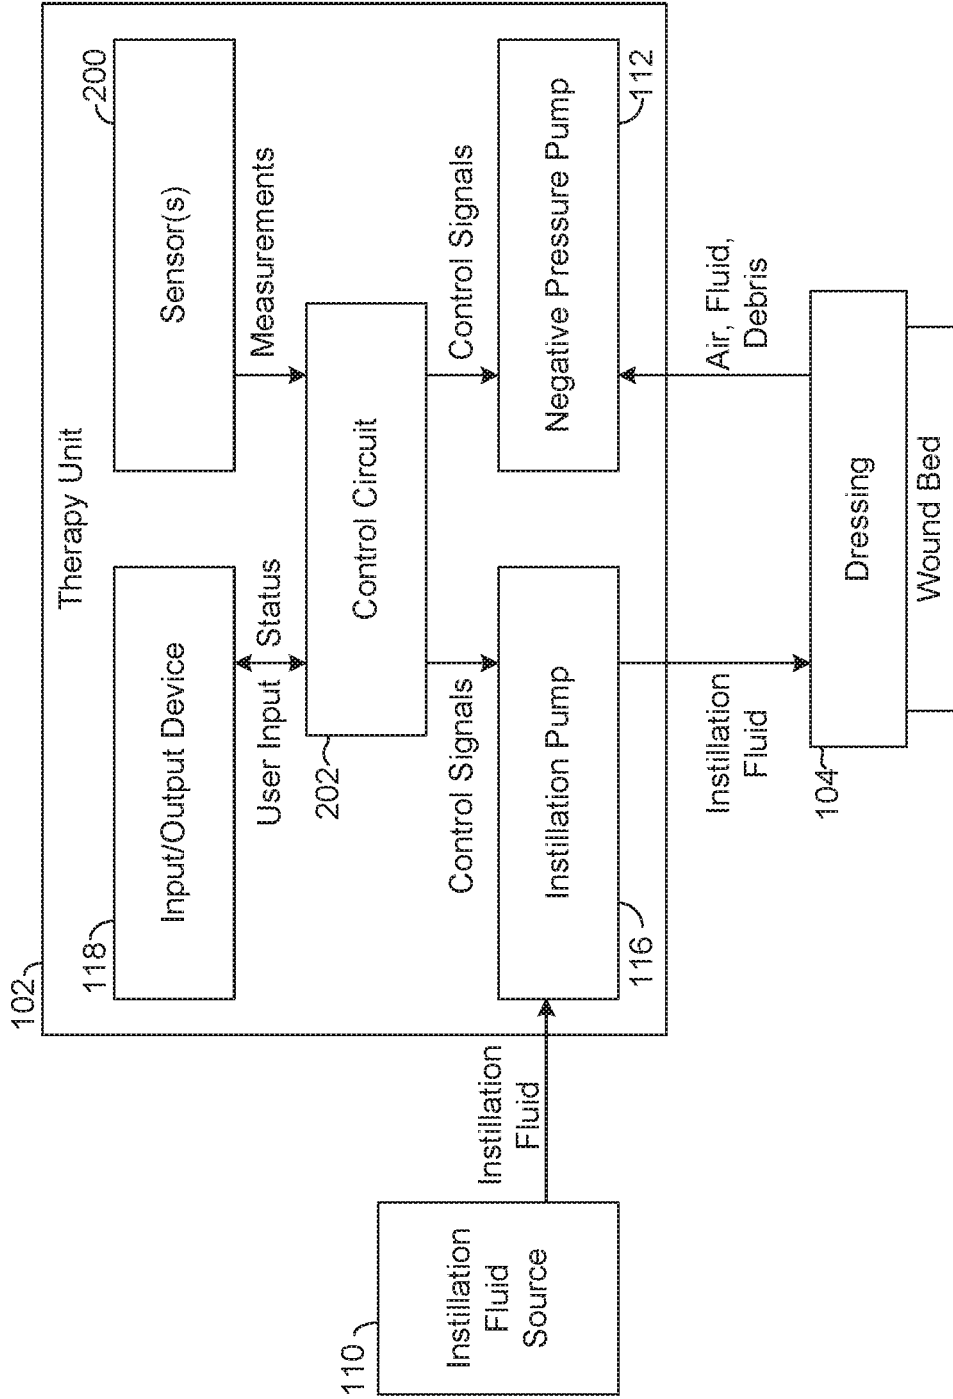 102
Therapy Unit
118
200
Input/Output Device
Sensor(s)
User Input
Status
Measurements
202
Control Circuit
Control Signals
Control Signals
Instillation Pump
Negative Pressure Pump
116
112
Instillation
Fluid
110
Instillation
Fluid
Source
Instillation
Fluid
Air, Fluid,
Debris
104
Dressing
Wound Bed